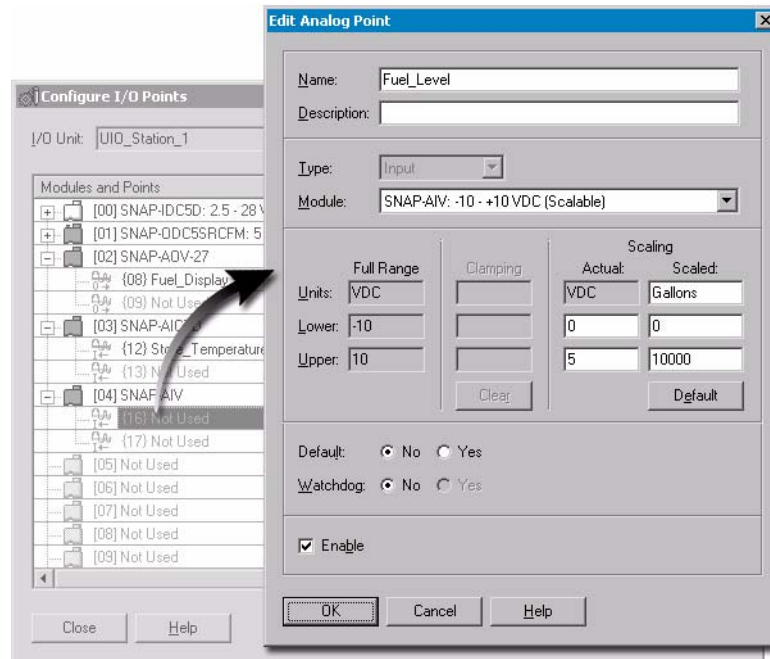 Edit Analog Point
Name: Fuel_Level
Description:
Type: Input
Module: SNAP-AIV: -10 - +10 VDC (Scalable)
Scaling
Full Range Clamping Actual: Scaled:
Units: VDC VDC Gallons
Lower: -10 0 0
Upper: 10 5 10000
Clear Default
Default: No Yes
Watchdog: No Yes
Enable
OK Cancel Help
Configure I/O Points
I/O Unit: UIO_Station_1
Modules and Points
[00] SNAP-IDC5D: 2.5 - 28 V
[01] SNAP-ODC5SRCFM: 5
[02] SNAP-AOV-27
{08} Fuel_Display
{09} Not Used
[03]
{12} Store_Temperature
{13} Not Used
[04] SNAP-AIV
{16} Not Used
{17} Not Used
[05] Not Used
[06] Not Used
[07] Not Used
[08] Not Used
[09] Not Used
Close Help